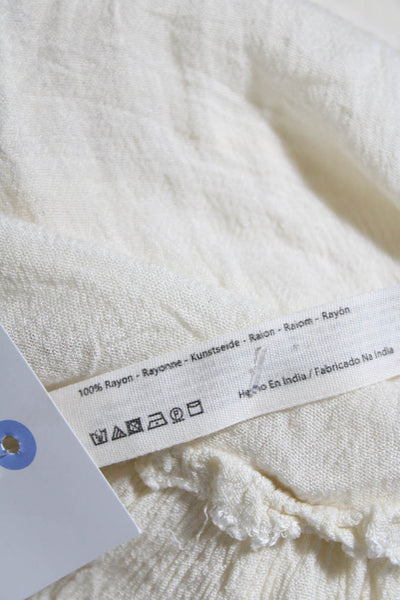 100% Rayon - Rayonne - Kunstseide - Raion - Raiom - Rayón
Hecho En India / Fabricado Na India